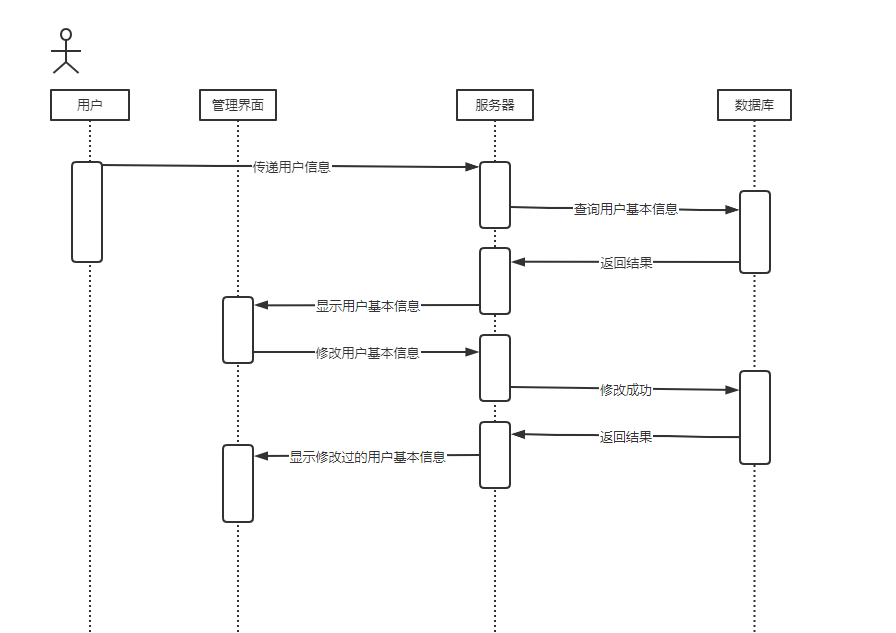 用户
管理界面
服务器
数据库
传递用户信息
查询用户基本信息
返回结果
显示用户基本信息
修改用户基本信息
修改成功
返回结果
显示修改过的用户基本信息